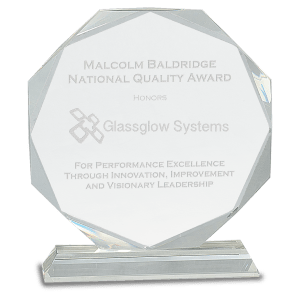 Malcolm Baldridge
National Quality Award
Honors
Glassglow Systems
For Performance Excellence
Through Innovation, Improvement
and Visionary Leadership